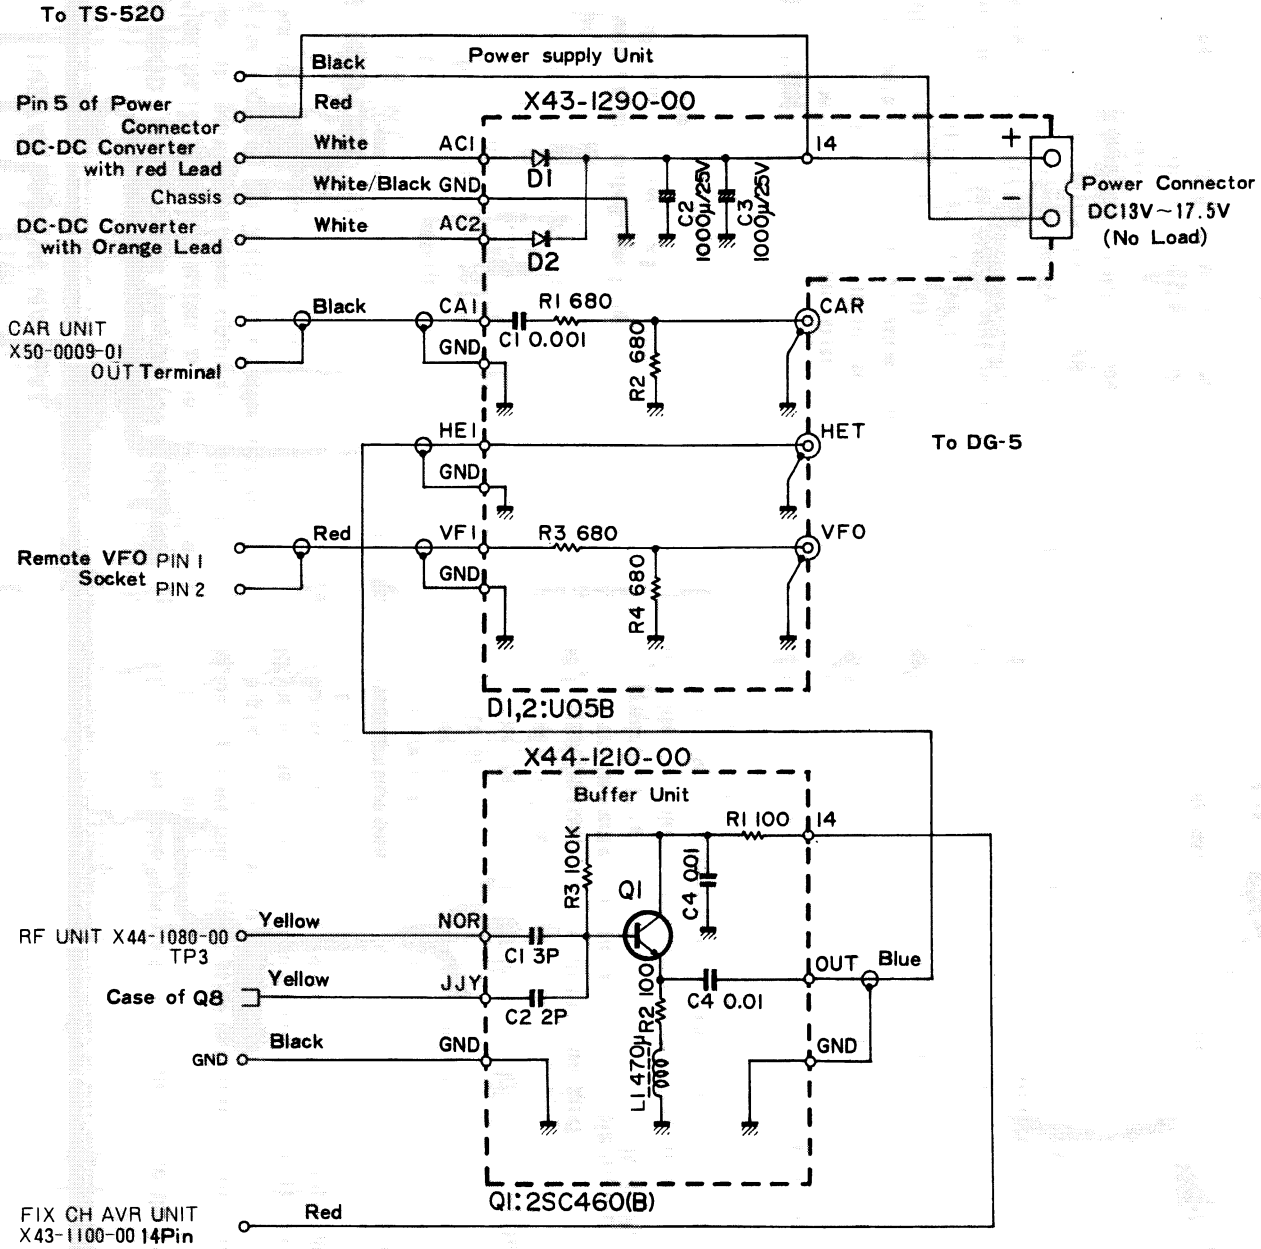 To TS-520
Black
Power supply Unit
Pin 5 of Power
Connector
Red
X43-1290-00
DC-DC Converter
with red Lead
White
AC1
D1
14
+
Chassis
White/Black
GND
C2
1000μ/25V
C3
1000μ/25V
−
Power Connector
DC13V~17.5V
(No Load)
DC-DC Converter
with Orange Lead
White
AC2
D2
CAR UNIT
X50-0009-01
OUT Terminal
Black
CA1
C1 0.001
R1 680
R2 680
CAR
GND
HE1
HET
To DG-5
GND
Remote VFO PIN 1
Socket PIN 2
Red
VF1
R3 680
R4 680
VFO
GND
D1,2:U05B
X44-1210-00
Buffer Unit
R1 100
14
R3 100K
Q1
C4 0.01
RF UNIT X44-1080-00
TP3
Yellow
NOR
C1 3P
Case of Q8
Yellow
JJY
C2 2P
R2 100
C4 0.01
OUT
Blue
GND
Black
GND
L1 470μ
GND
Q1:2SC460(B)
FIX CH AVR UNIT
X43-1100-00 14Pin
Red